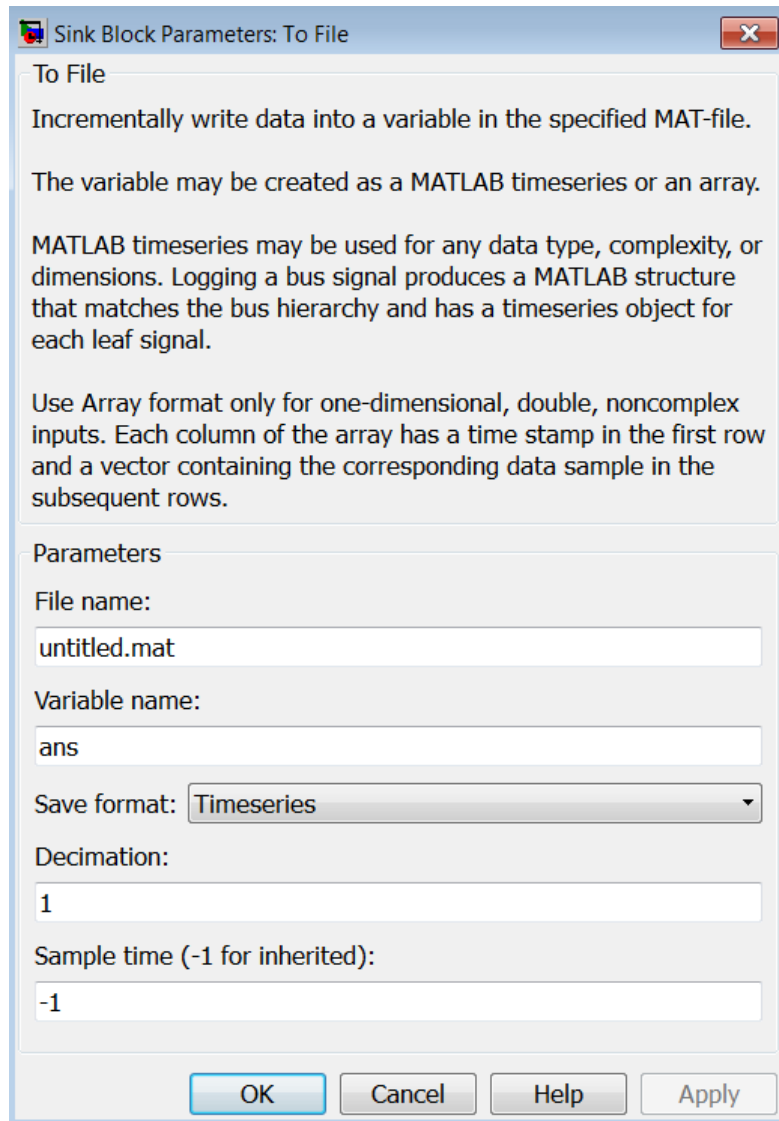 Sink Block Parameters: To File
To File
Incrementally write data into a variable in the specified MAT-file.
The variable may be created as a MATLAB timeseries or an array.
MATLAB timeseries may be used for any data type, complexity, or
dimensions. Logging a bus signal produces a MATLAB structure
that matches the bus hierarchy and has a timeseries object for
each leaf signal.
Use Array format only for one-dimensional, double, noncomplex
inputs. Each column of the array has a time stamp in the first row
and a vector containing the corresponding data sample in the
subsequent rows.
Parameters
File name:
untitled.mat
Variable name:
ans
Save format: Timeseries
Decimation:
1
Sample time (-1 for inherited):
-1
OK Cancel Help Apply